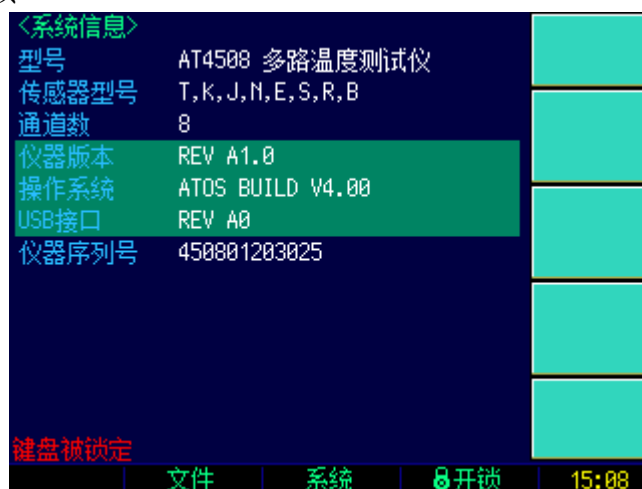 <系统信息>
型号 AT4508 多路温度测试仪
传感器型号 T,K,J,N,E,S,R,B
通道数 8
仪器版本 REV A1.0
操作系统 ATOS BUILD V4.00
USB接口 REV A0
仪器序列号 450801203025
键盘被锁定
文件 系统 开锁 15:08